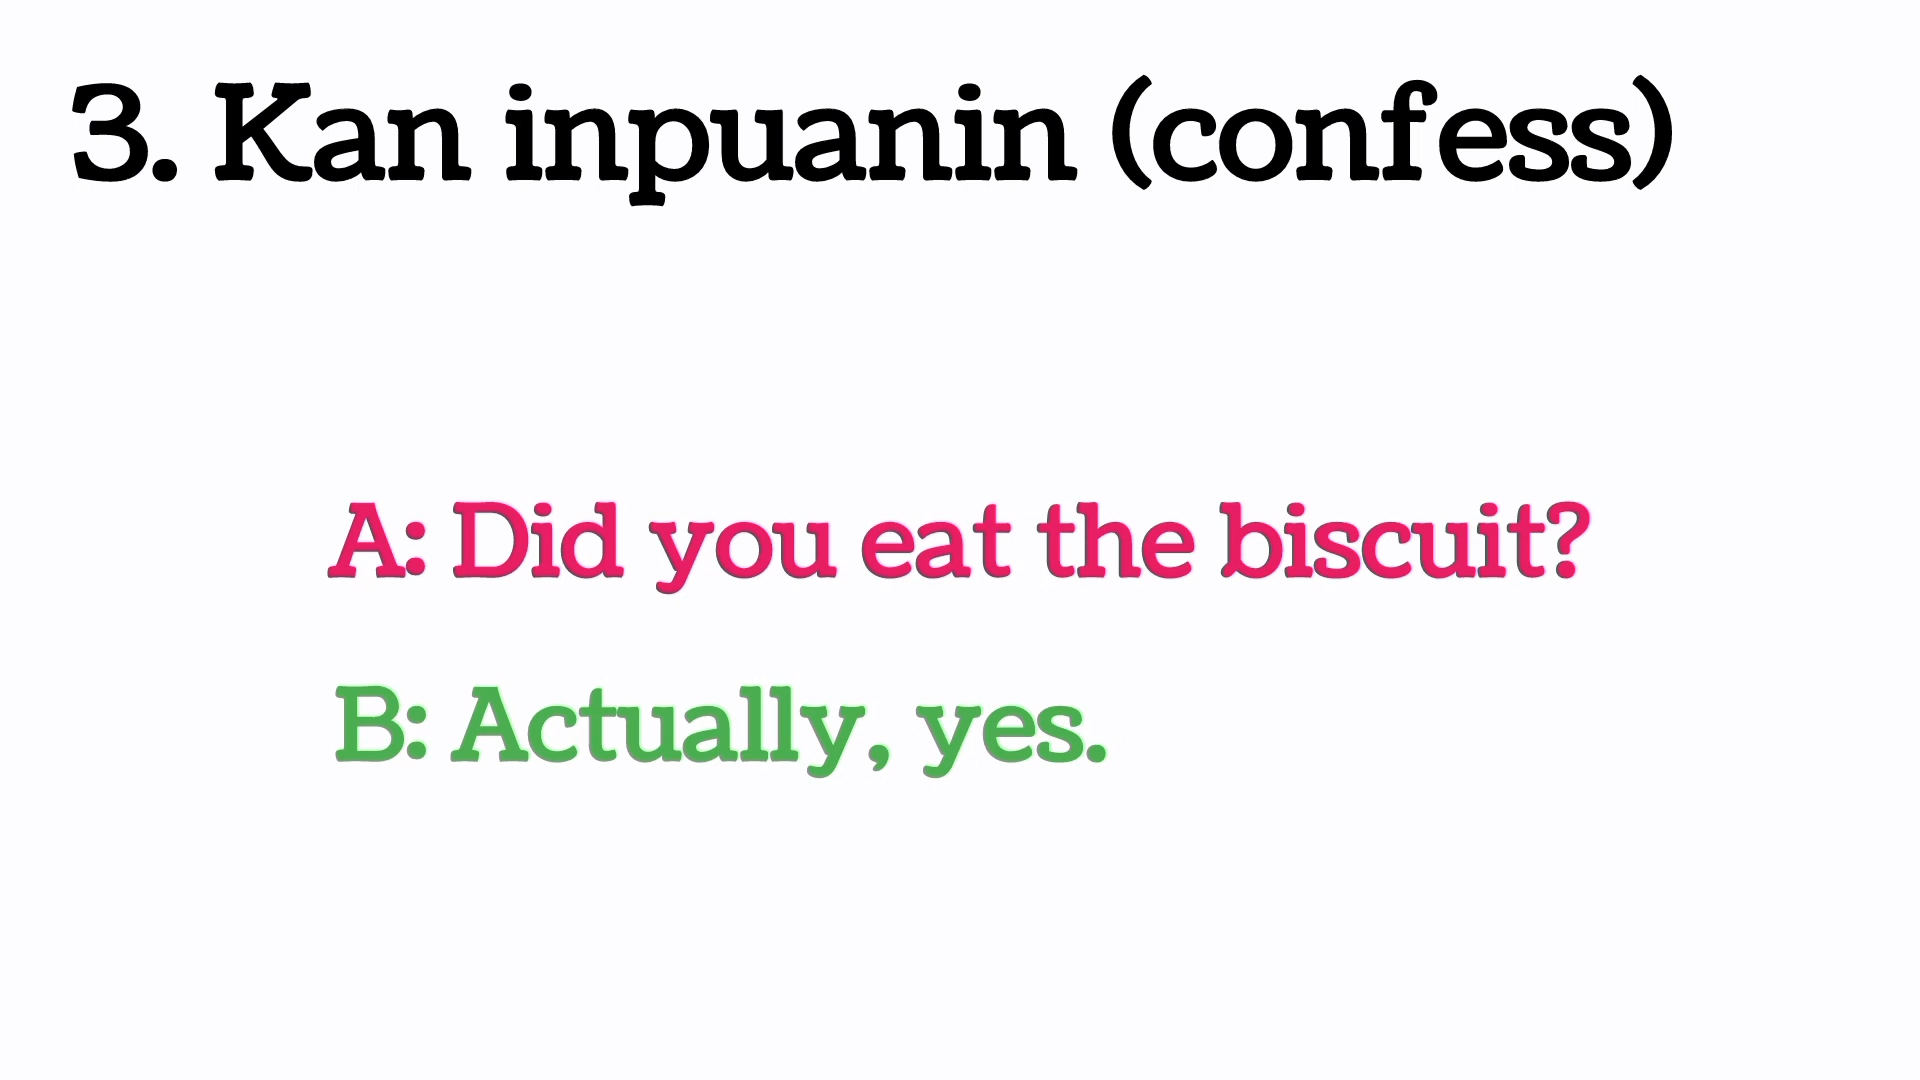 3. Kan inpuanin (confess)
A: Did you eat the biscuit?
B: Actually, yes.